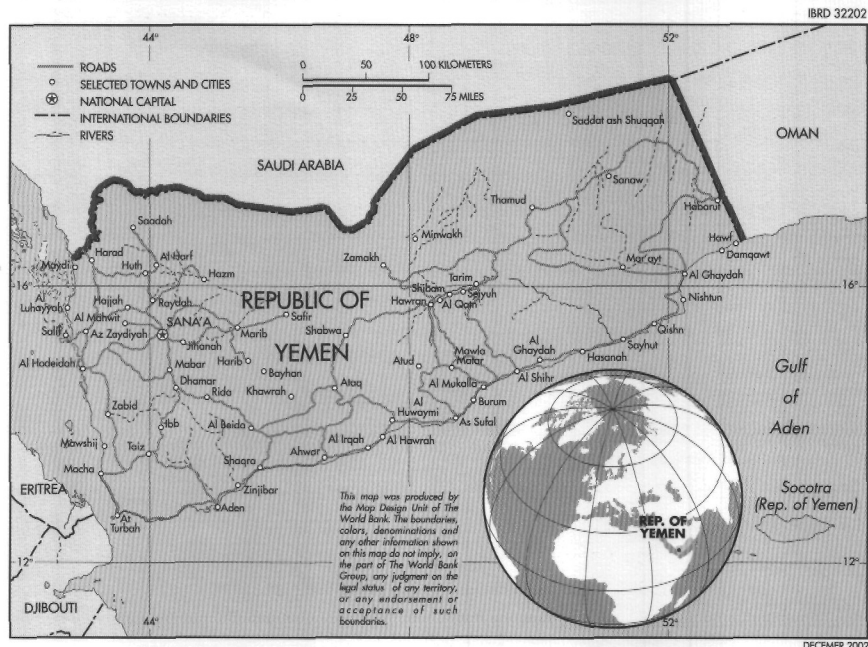 IBRD 32202
44°
48°
52°
ROADS
SELECTED TOWNS AND CITIES
NATIONAL CAPITAL
INTERNATIONAL BOUNDARIES
RIVERS
0 50 100 KILOMETERS
0 25 50 75 MILES
SAUDI ARABIA
OMAN
Saddat ash Shuqqah
Thamud
Sanaw
Habarut
Saadah
Minwakh
Hawf
Damqawt
Harad
Al Harf
Zamakh
Mar'ayt
Maydi
Huth
Hazm
Tarim
Al Ghaydah
16°
16°
Shibam
Seiyun
Al Luhayyah
Hajjah
Raydah
REPUBLIC OF YEMEN
Hawran
Al Qatn
Nishtun
Al Mahwit
SANA'A
Safir
Salif
Az Zaydiyah
Marib
Shabwa
Qishn
Jihanah
Al Ghaydah
Sayhut
Al Hodeidah
Mabar
Harib
Bayhan
Atud
Mawla Matar
Hasanah
Dhamar
Ataq
Al Mukalla
Al Shihr
Rida
Khawrah
Al
Burum
Zabid
Ibb
Al Beida
Huwaymi
As Sufal
Mawshij
Taiz
Al Irqah
Al Hawrah
Mocha
Shaqra
Ahwar
Zinjibar
Aden
At Turbah
Gulf
of
Aden
ERITREA
Socotra
(Rep. of Yemen)
This map was produced by
the Map Design Unit of The
World Bank. The boundaries,
colors, denominations and
any other information shown
on this map do not imply, on
the part of The World Bank
Group, any judgment on the
legal status of any territory,
or any endorsement or
acceptance of such
boundaries.
REP. OF
YEMEN
12°
12°
DJIBOUTI
44°
52°
DECEMBER 2002